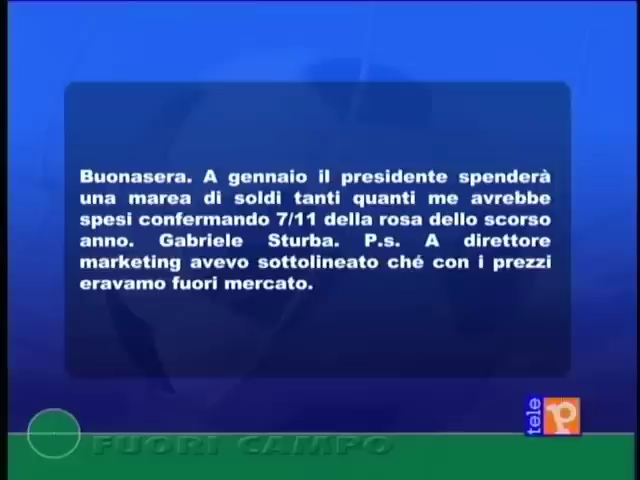 Buonasera. A gennaio il presidente spenderà
una marea di soldi tanti quanti me avrebbe
spesi confermando 7/11 della rosa dello scorso
anno. Gabriele Sturba. P.s. A direttore
marketing avevo sottolineato ché con i prezzi
eravamo fuori mercato.
tele p
FUORI CAMPO